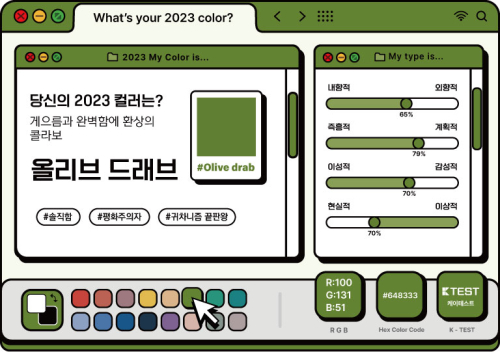 What's your 2023 color?
2023 My Color is...
당신의 2023 컬러는?
게으름과 완벽함에 환상의
콜라보
올리브 드래브
#Olive drab
#솔직함
#평화주의자
#귀차니즘 끝판왕
My type is...
내향적 외향적
65%
즉흥적 계획적
79%
이성적 감성적
70%
현실적 이상적
70%
R:100
G:131
B:51
R G B
#648333
Hex Color Code
K TEST
케이테스트
K - TEST